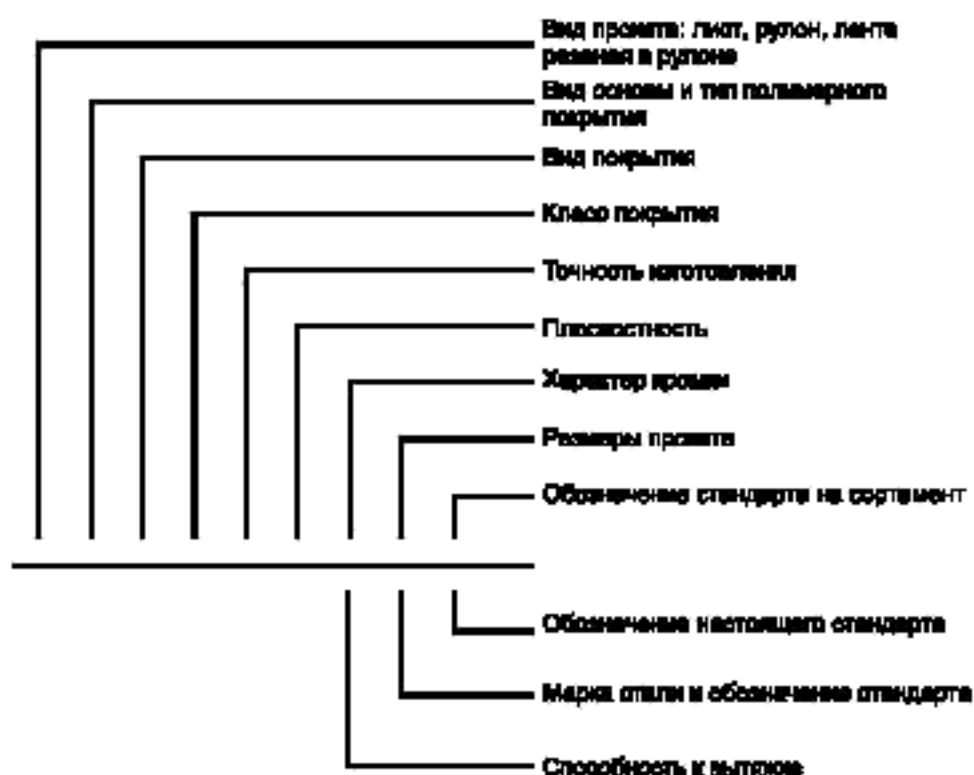 Вид проката: лист, рулон, лента
резаная в рулоне
Вид основы и тип полимерного
покрытия
Вид покрытия
Класс покрытия
Точность изготовления
Плоскостность
Характер кромки
Размеры проката
Обозначение стандарта на сортамент
Обозначение настоящего стандарта
Марка стали и обозначение стандарта
Способность к вытяжке